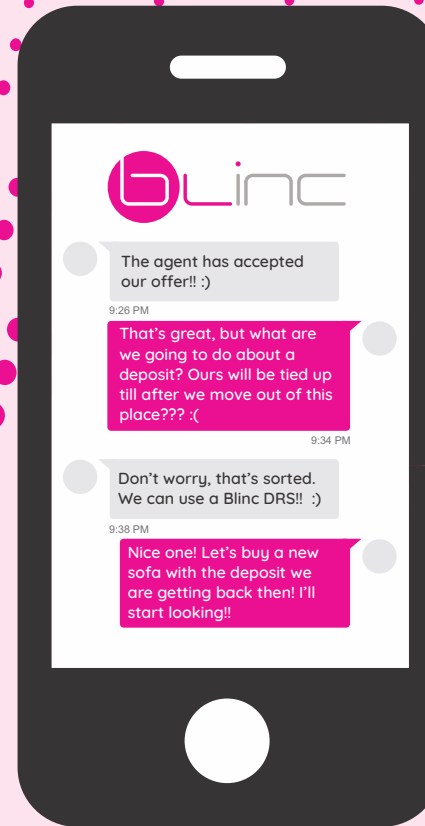 blinc
The agent has accepted
our offer!! :)
9:26 PM
That's great, but what are
we going to do about a
deposit? Ours will be tied up
till after we move out of this
place??? :(
9:34 PM
Don't worry, that's sorted.
We can use a Blinc DRS!!  :)
9:38 PM
Nice one! Let's buy a new
sofa with the deposit we
are getting back then! I'll
start looking!!